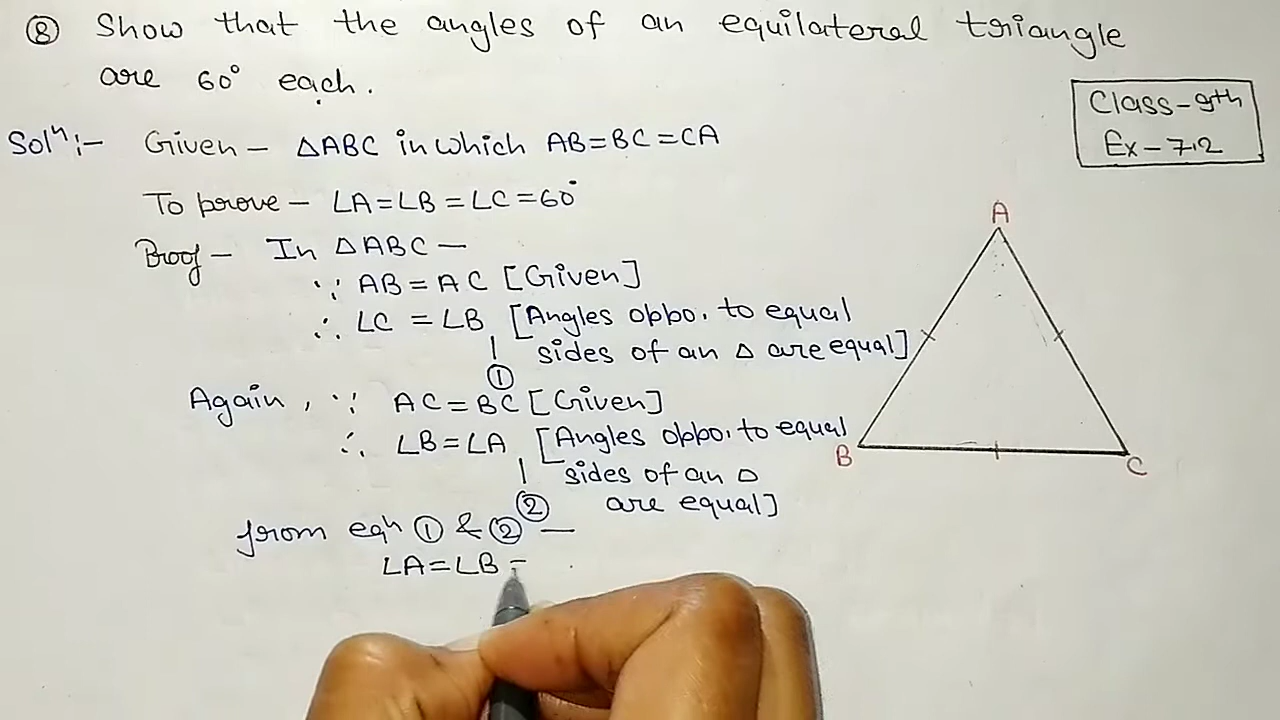 ⑧ Show that the angles of an equilateral triangle
are 60° each.
Class-9th
Ex-7.2
Solⁿ:- Given - △ABC in which AB=BC=CA
To prove - ∠A=∠B=∠C=60°
Proof - In △ABC —
∵ AB=AC [Given]
∴ ∠C=∠B [Angles oppo. to equal
sides of an △ are equal]
①
Again, ∵ AC=BC [Given]
∴ ∠B=∠A [Angles oppo. to equal
sides of an △
are equal]
②
from eqⁿ ① & ② —
∠A=∠B=
A
B
C